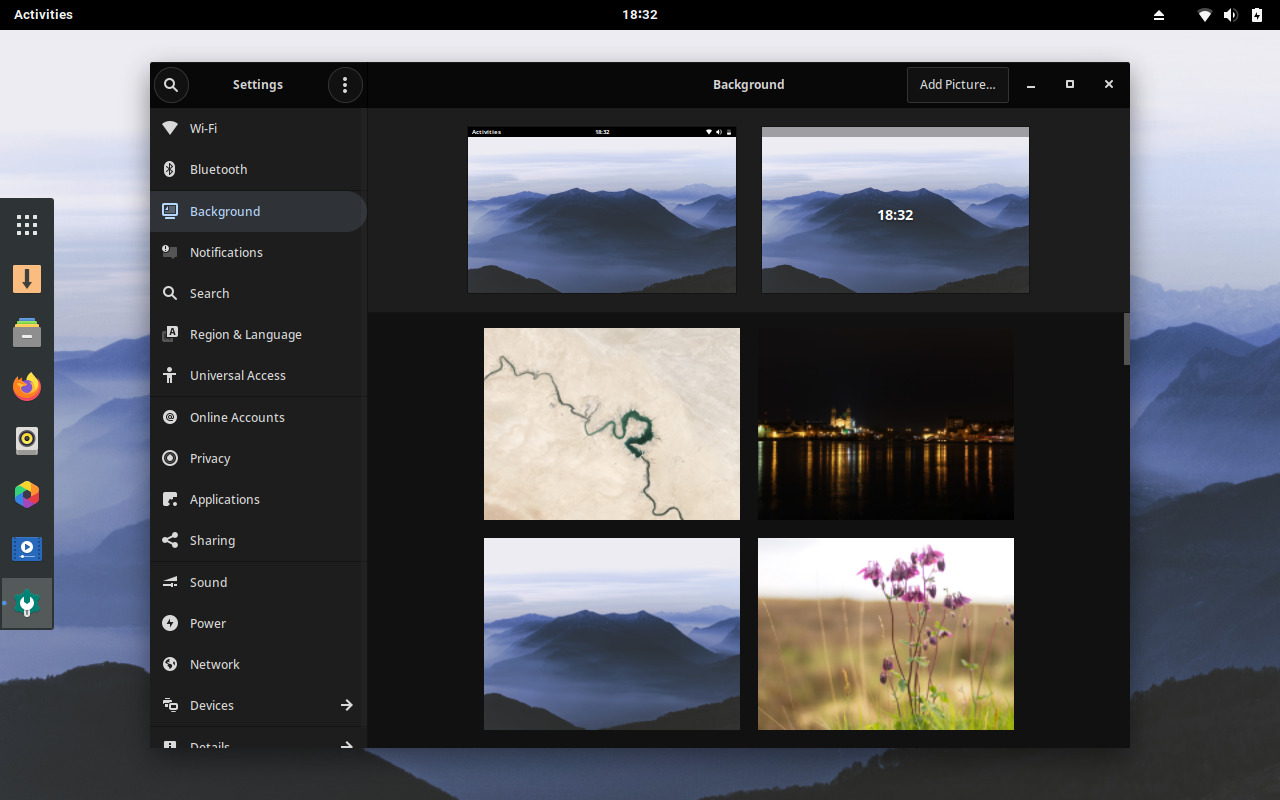 Activities
18:32
Settings
Background
Add Picture...
Wi-Fi
Bluetooth
Background
Notifications
Search
Region & Language
Universal Access
Online Accounts
Privacy
Applications
Sharing
Sound
Power
Network
Devices
Details
Activities
18:32
18:32
A